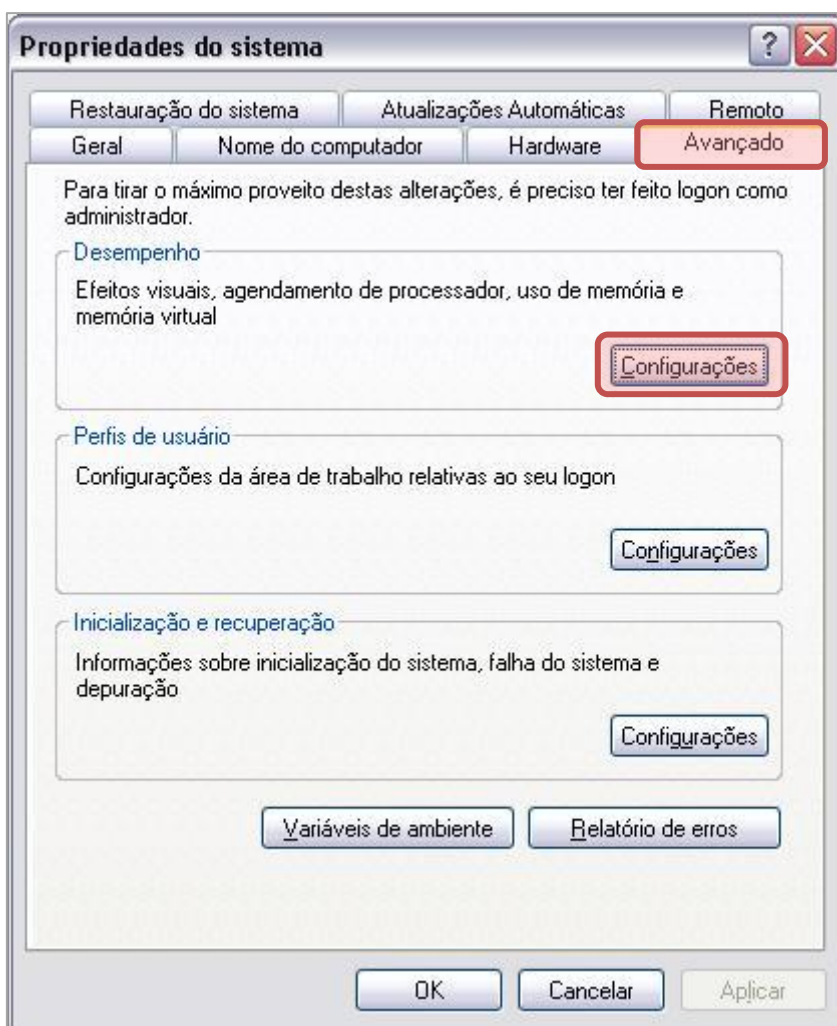 Propriedades do sistema
Restauração do sistema
Atualizações Automáticas
Remoto
Geral
Nome do computador
Hardware
Avançado
Para tirar o máximo proveito destas alterações, é preciso ter feito logon como
administrador.
Desempenho
Efeitos visuais, agendamento de processador, uso de memória e
memória virtual
Configurações
Perfis de usuário
Configurações da área de trabalho relativas ao seu logon
Configurações
Inicialização e recuperação
Informações sobre inicialização do sistema, falha do sistema e
depuração
Configurações
Variáveis de ambiente
Relatório de erros
OK
Cancelar
Aplicar